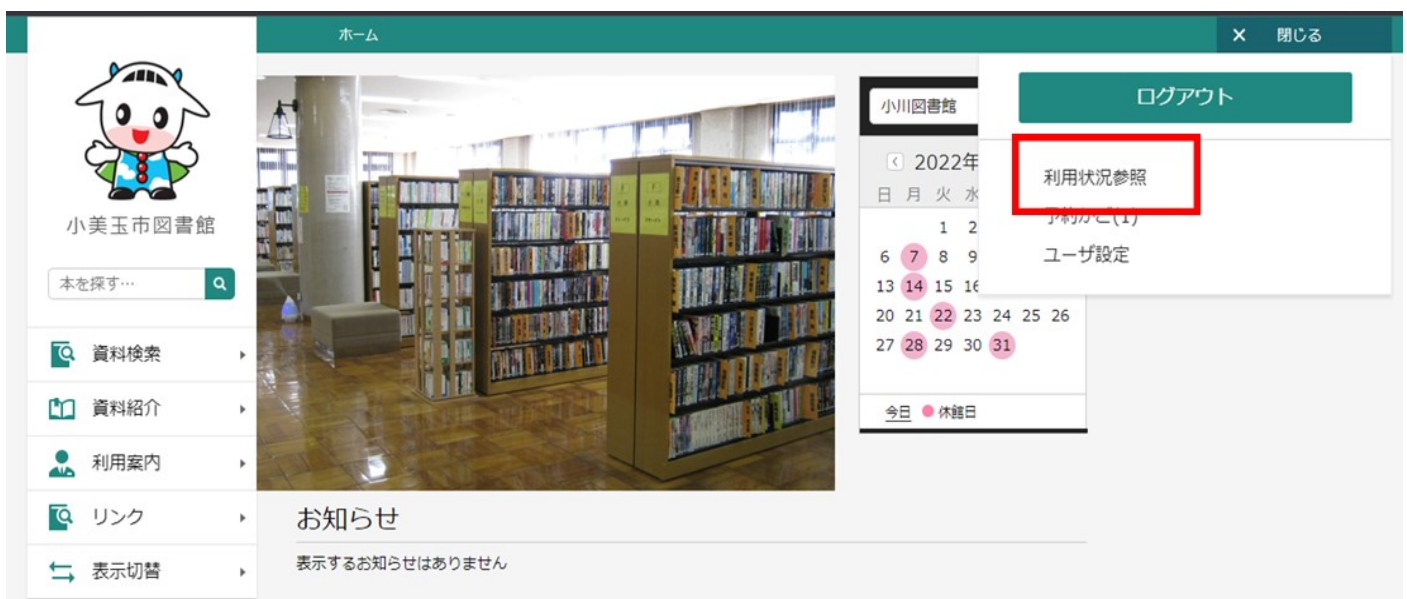 ホーム
× 閉じる
小美玉市図書館
本を探す…
資料検索
資料紹介
利用案内
リンク
表示切替
小川図書館
2022年
日 月 火 水
1 2
6 7 8 9
13 14 15 16
20 21 22 23 24 25 26
27 28 29 30 31
今日 ●休館日
ログアウト
利用状況参照
予約かご(1)
ユーザ設定
お知らせ
表示するお知らせはありません